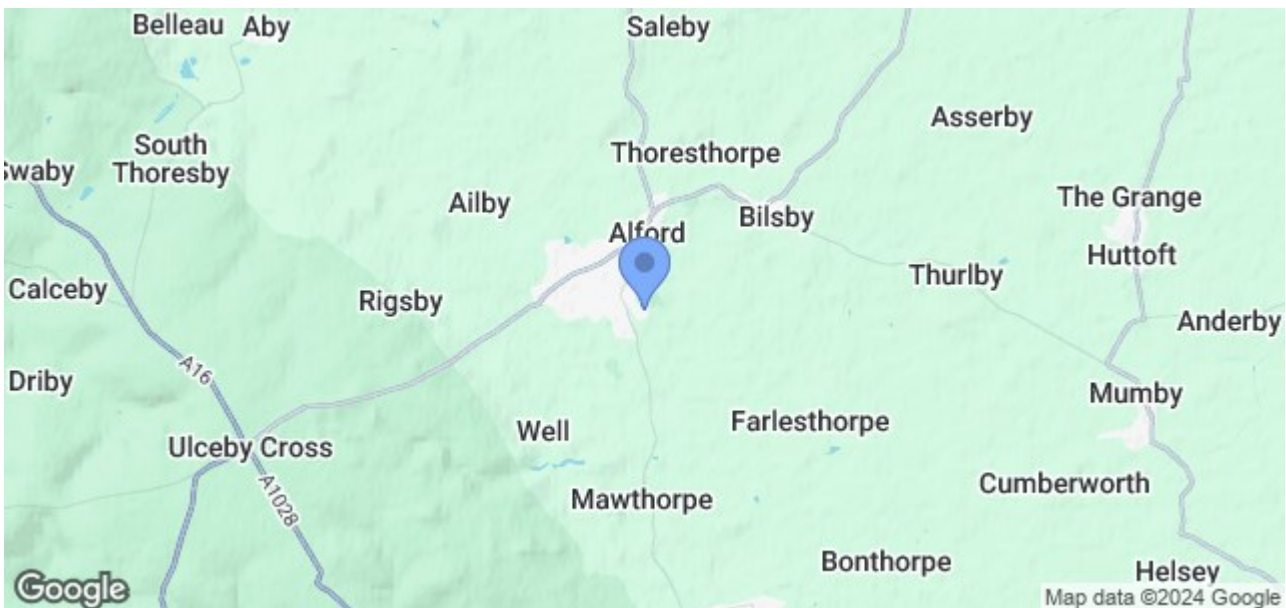 Belleau
Aby
Saleby
Asserby
South
Thoresby
Thoresthorpe
Swaby
Ailby
The Grange
Bilsby
Alford
Huttoft
Thurlby
Calceby
Rigsby
Anderby
A16
Driby
Mumby
Farlesthorpe
Well
Ulceby Cross
Cumberworth
A1028
Mawthorpe
Bonthorpe
Helsey
Google
Map data ©2024 Google